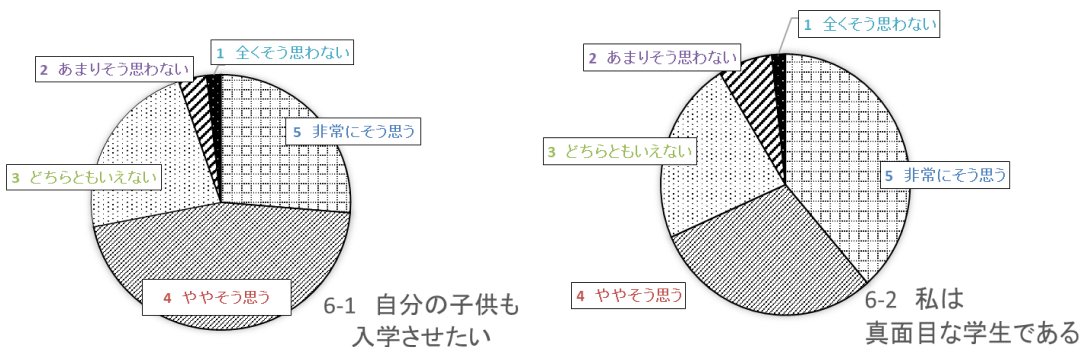 1 全くそう思わない
2 あまりそう思わない
5 非常にそう思う
3 どちらともいえない
4 ややそう思う
6-1 自分の子供も
入学させたい
1 全くそう思わない
2 あまりそう思わない
3 どちらともいえない
5 非常にそう思う
4 ややそう思う
6-2 私は
真面目な学生である